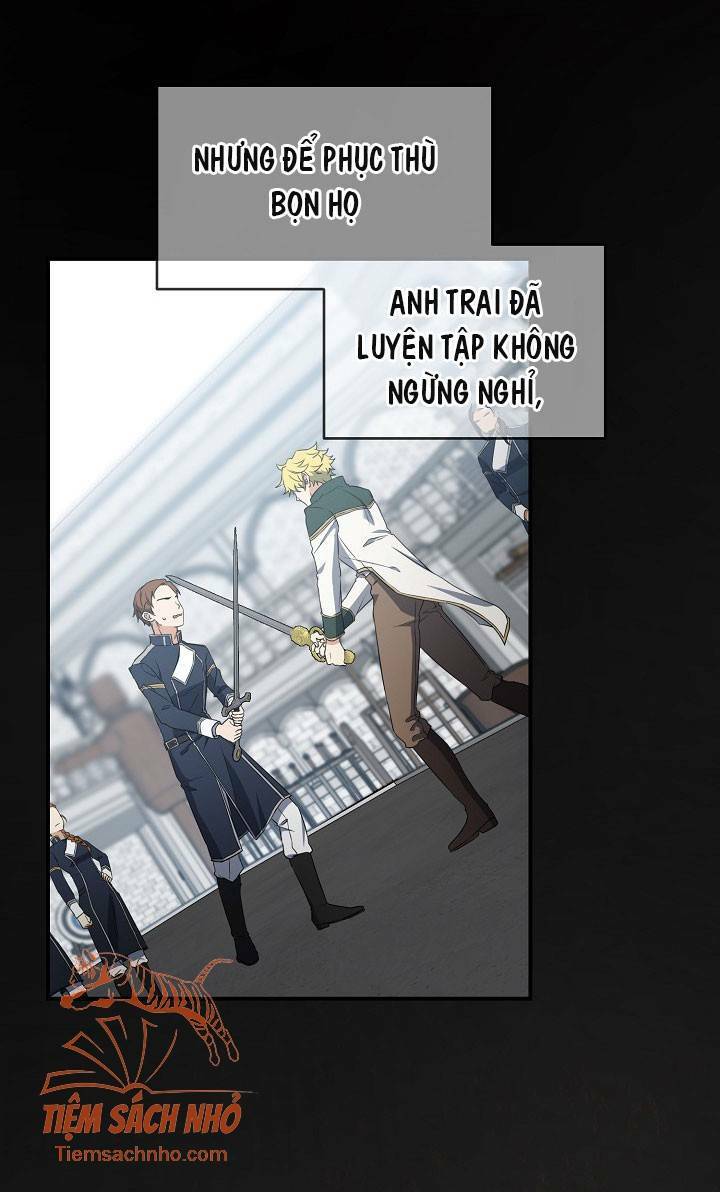 NHƯNG ĐỂ PHỤC THÙ
BỌN HỌ
ANH TRAI ĐÃ
LUYỆN TẬP KHÔNG
NGỪNG NGHỈ,
TIỆM SÁCH NHỎ
Tiemsachnho.com